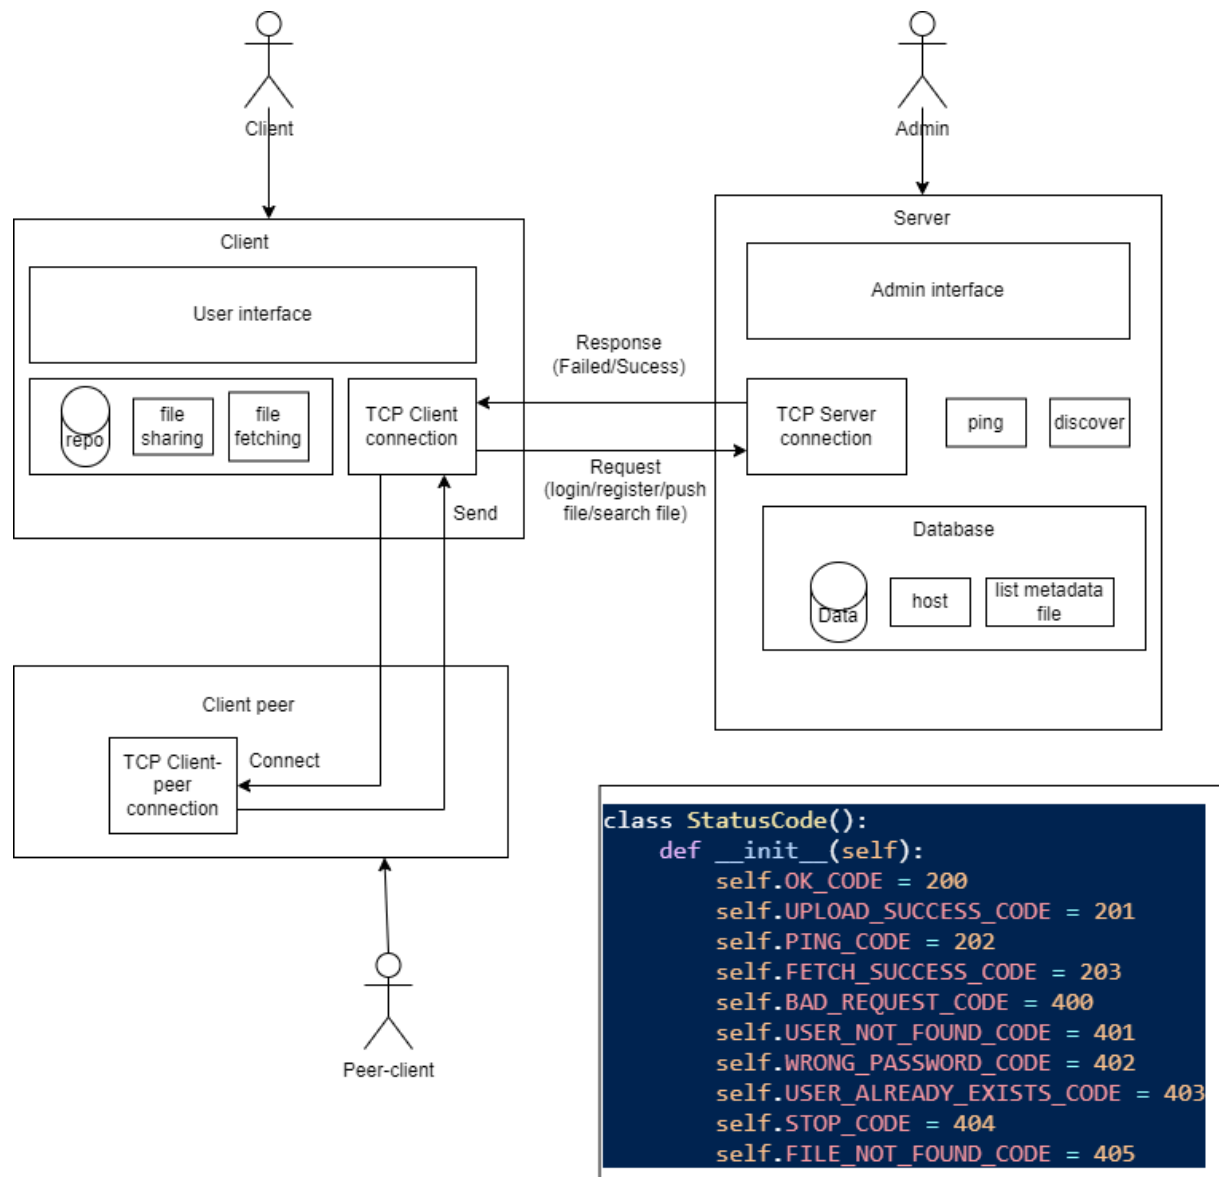 Client
Admin
Client
User interface
repo
file
sharing
file
fetching
TCP Client
connection
Response
(Failed/Sucess)
Request
(login/register/push
file/search file)
Send
Server
Admin interface
TCP Server
connection
ping
discover
Database
Data
host
list metadata
file
Client peer
TCP Client-
peer
connection
Connect
Peer-client
class StatusCode():
    def __init__(self):
        self.OK_CODE = 200
        self.UPLOAD_SUCCESS_CODE = 201
        self.PING_CODE = 202
        self.FETCH_SUCCESS_CODE = 203
        self.BAD_REQUEST_CODE = 400
        self.USER_NOT_FOUND_CODE = 401
        self.WRONG_PASSWORD_CODE = 402
        self.USER_ALREADY_EXISTS_CODE = 403
        self.STOP_CODE = 404
        self.FILE_NOT_FOUND_CODE = 405